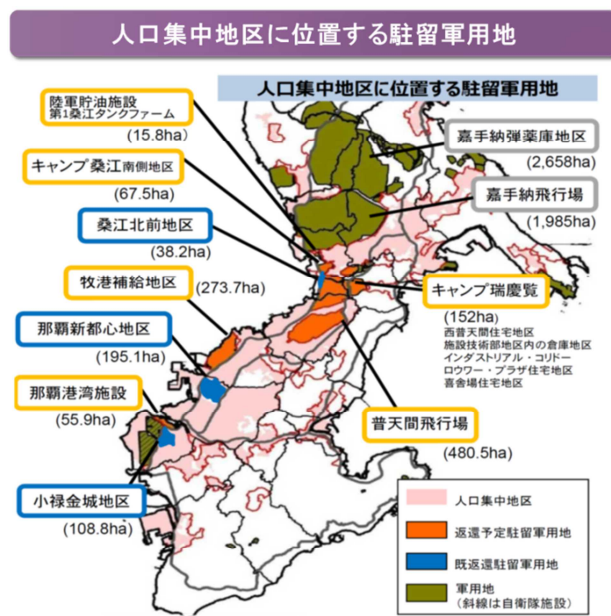 人口集中地区に位置する駐留軍用地
人口集中地区に位置する駐留軍用地
陸軍貯油施設
第1桑江タンクファーム
(15.8ha)
キャンプ桑江南側地区
(67.5ha)
桑江北前地区
(38.2ha)
牧港補給地区
(273.7ha)
那覇新都心地区
(195.1ha)
那覇港湾施設
(55.9ha)
小禄金城地区
(108.8ha)
嘉手納弾薬庫地区
(2,658ha)
嘉手納飛行場
(1,985ha)
キャンプ瑞慶覧
(152ha)
西普天間住宅地区
施設技術部地区内の倉庫地区
インダストリアル・コリドー
ロウワー・プラザ住宅地区
喜舎場住宅地区
普天間飛行場
(480.5ha)
人口集中地区
返還予定駐留軍用地
既返還駐留軍用地
軍用地
(斜線は自衛隊施設)